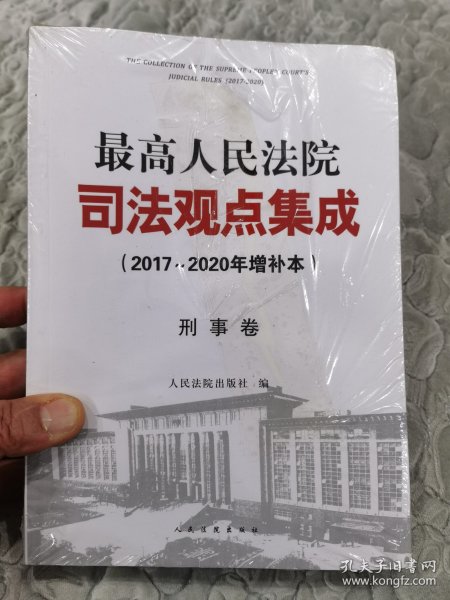 THE COLLECTION OF THE SUPREME PEOPLE'S COURT'S
JUDICIAL RULES (2017-2020)
最高人民法院
司法观点集成
(2017~2020年增补本)
刑事卷
人民法院出版社 编
人民法院出版社
孔夫子旧书网
www.kongfz.com